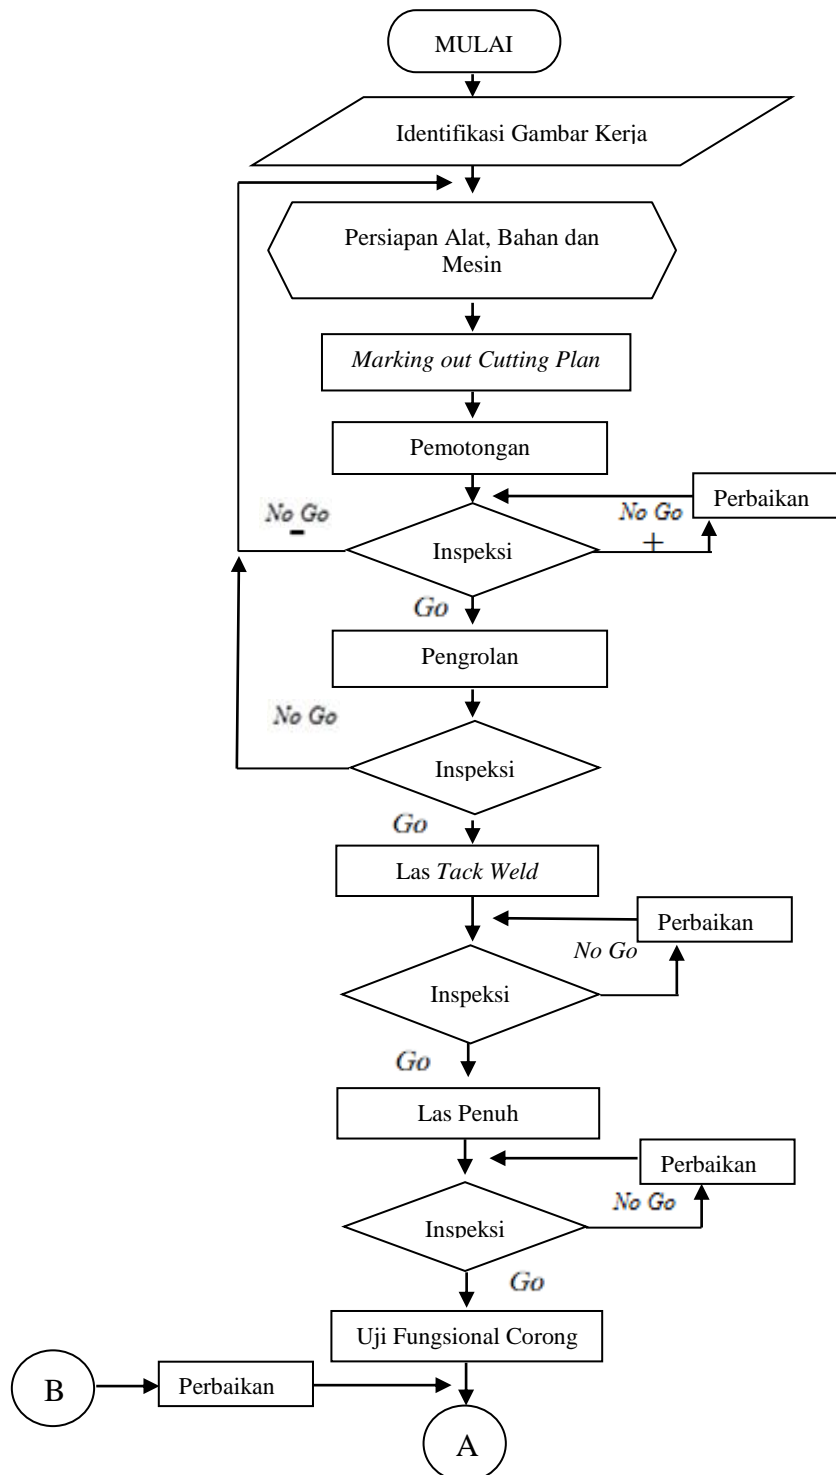 MULAI
Identifikasi Gambar Kerja
Persiapan Alat, Bahan dan
Mesin
Marking out Cutting Plan
Pemotongan
Perbaikan
No Go
-
No Go
+
Inspeksi
Go
Pengrolan
No Go
Inspeksi
Go
Las Tack Weld
Perbaikan
No Go
Inspeksi
Go
Las Penuh
Perbaikan
No Go
Inspeksi
Go
Uji Fungsional Corong
B
Perbaikan
A